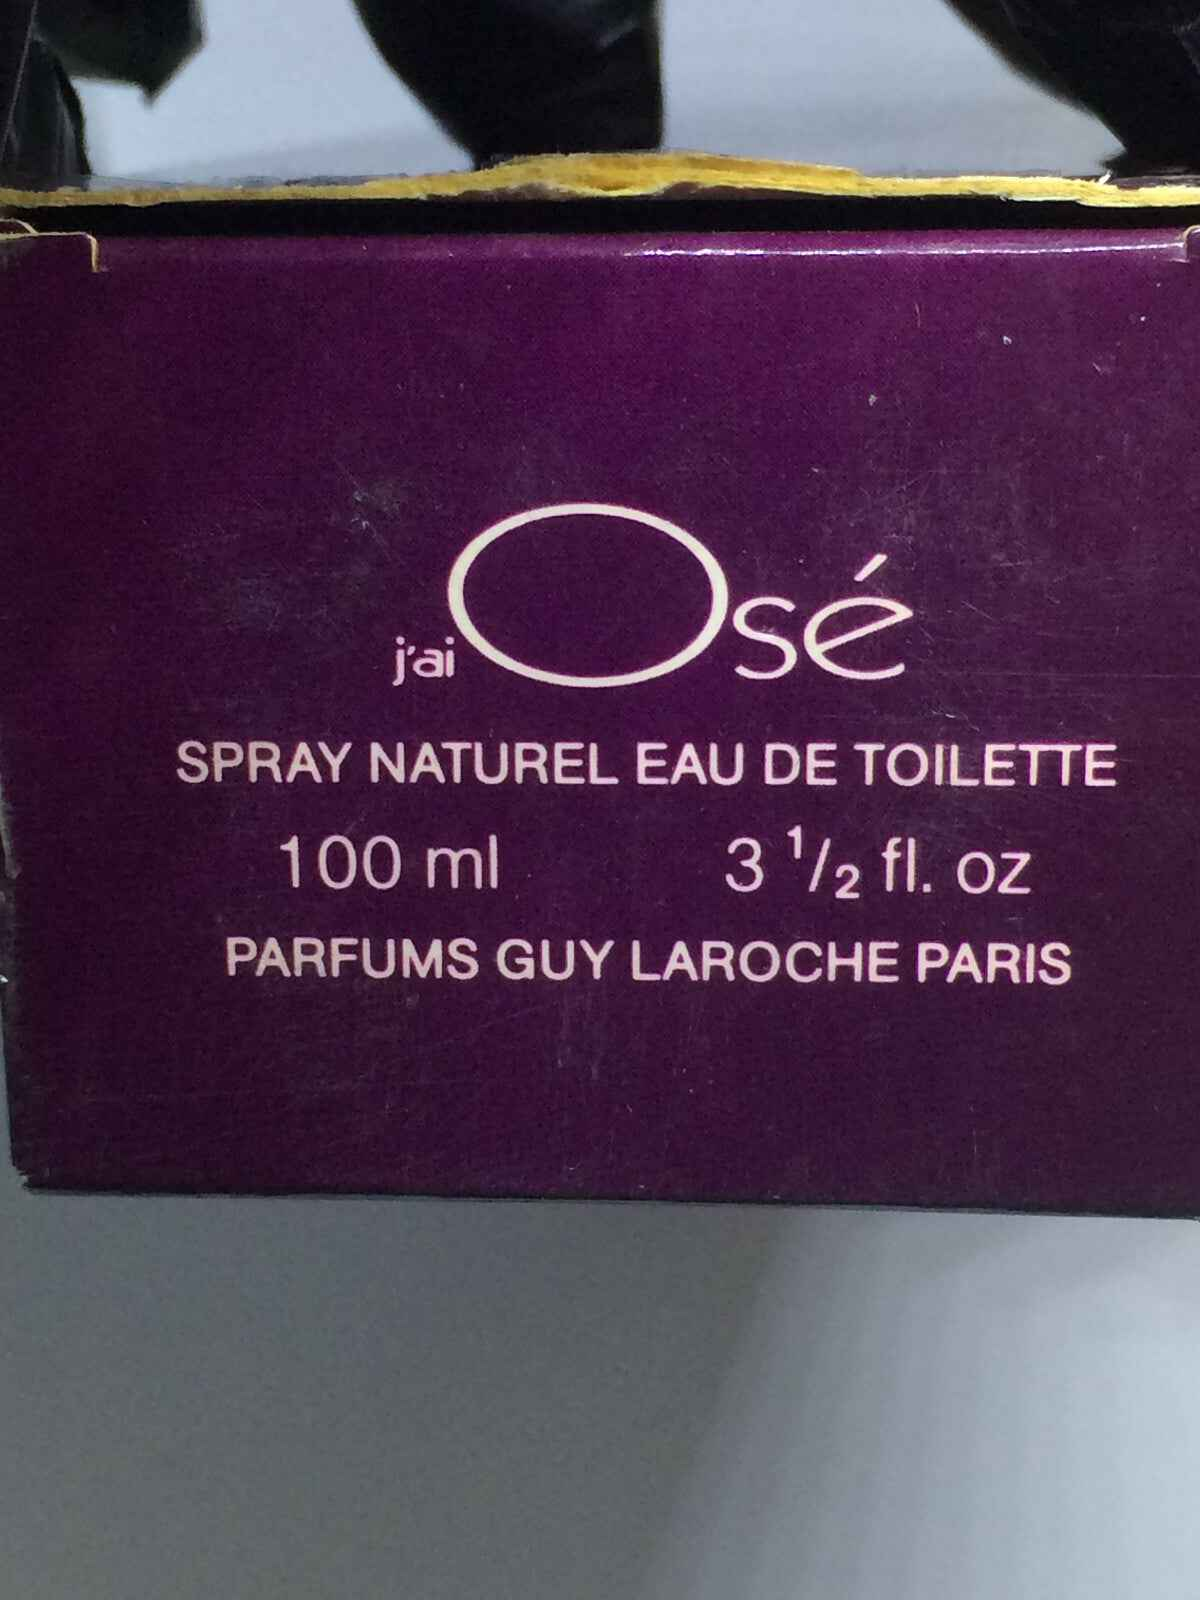 j'ai Osé
SPRAY NATUREL EAU DE TOILETTE
100 ml 3 1/2 fl. oz
PARFUMS GUY LAROCHE PARIS